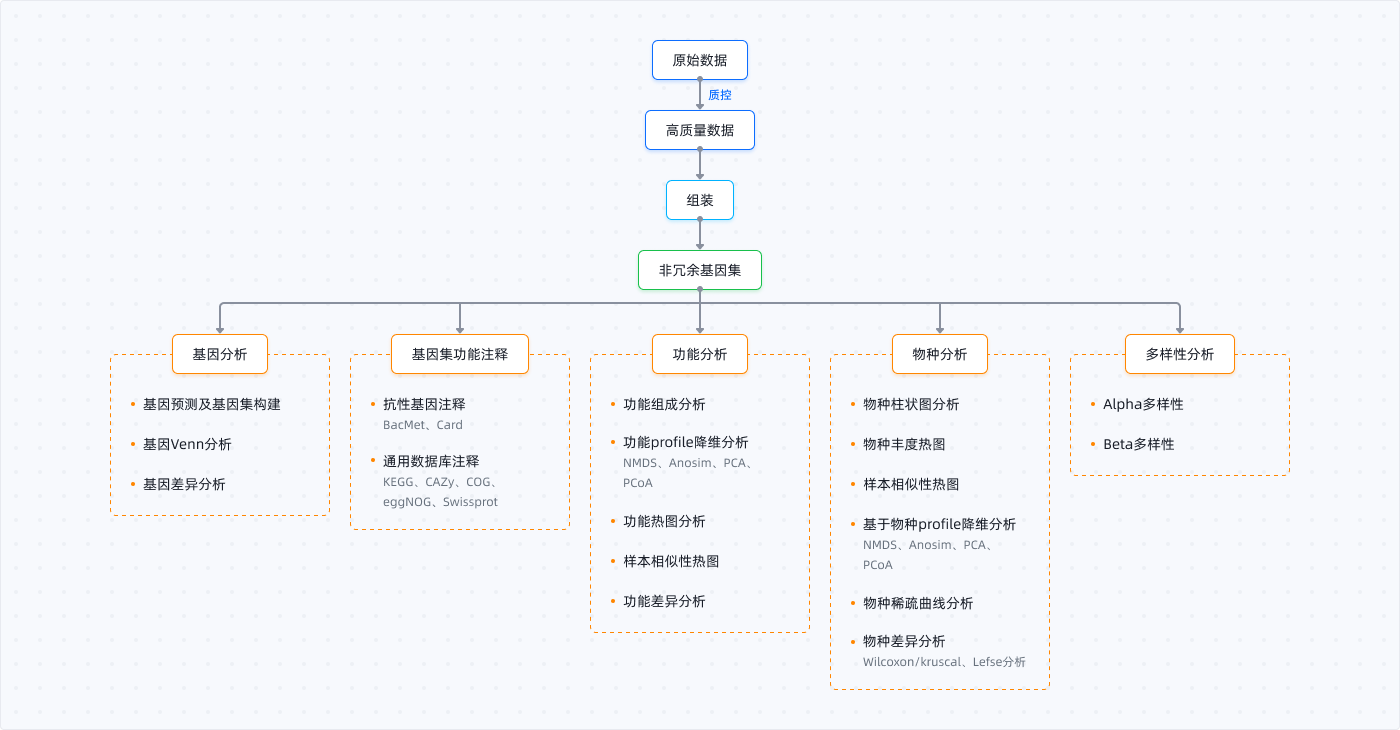 原始数据
质控
高质量数据
组装
非冗余基因集
基因分析
基因预测及基因集构建
基因Venn分析
基因差异分析
基因集功能注释
抗性基因注释
BacMet、Card
通用数据库注释
KEGG、CAZy、COG、
eggNOG、Swissprot
功能分析
功能组成分析
功能profile降维分析
NMDS、Anosim、PCA、
PCoA
功能热图分析
样本相似性热图
功能差异分析
物种分析
物种柱状图分析
物种丰度热图
样本相似性热图
基于物种profile降维分析
NMDS、Anosim、PCA、
PCoA
物种稀疏曲线分析
物种差异分析
Wilcoxon/kruscal、Lefse分析
多样性分析
Alpha多样性
Beta多样性